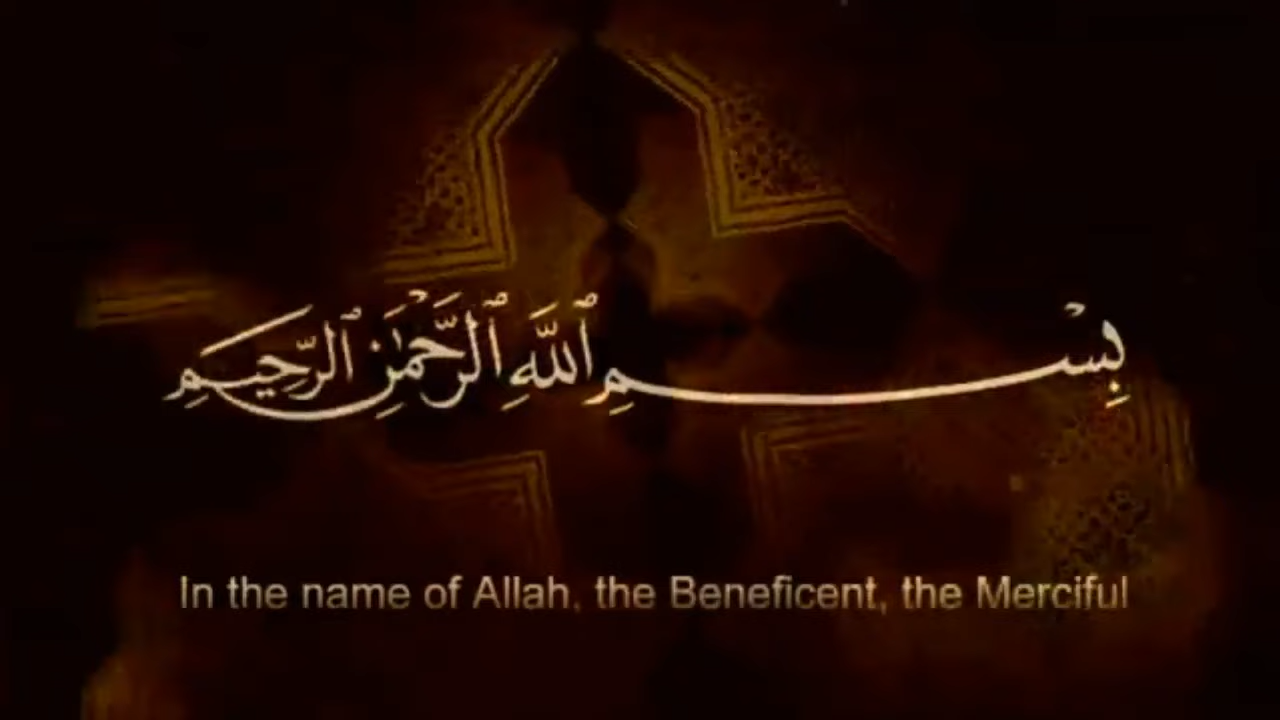 بِسْمِ ٱللَّهِ ٱلرَّحْمَٰنِ ٱلرَّحِيمِ
In the name of Allah, the Beneficent, the Merciful